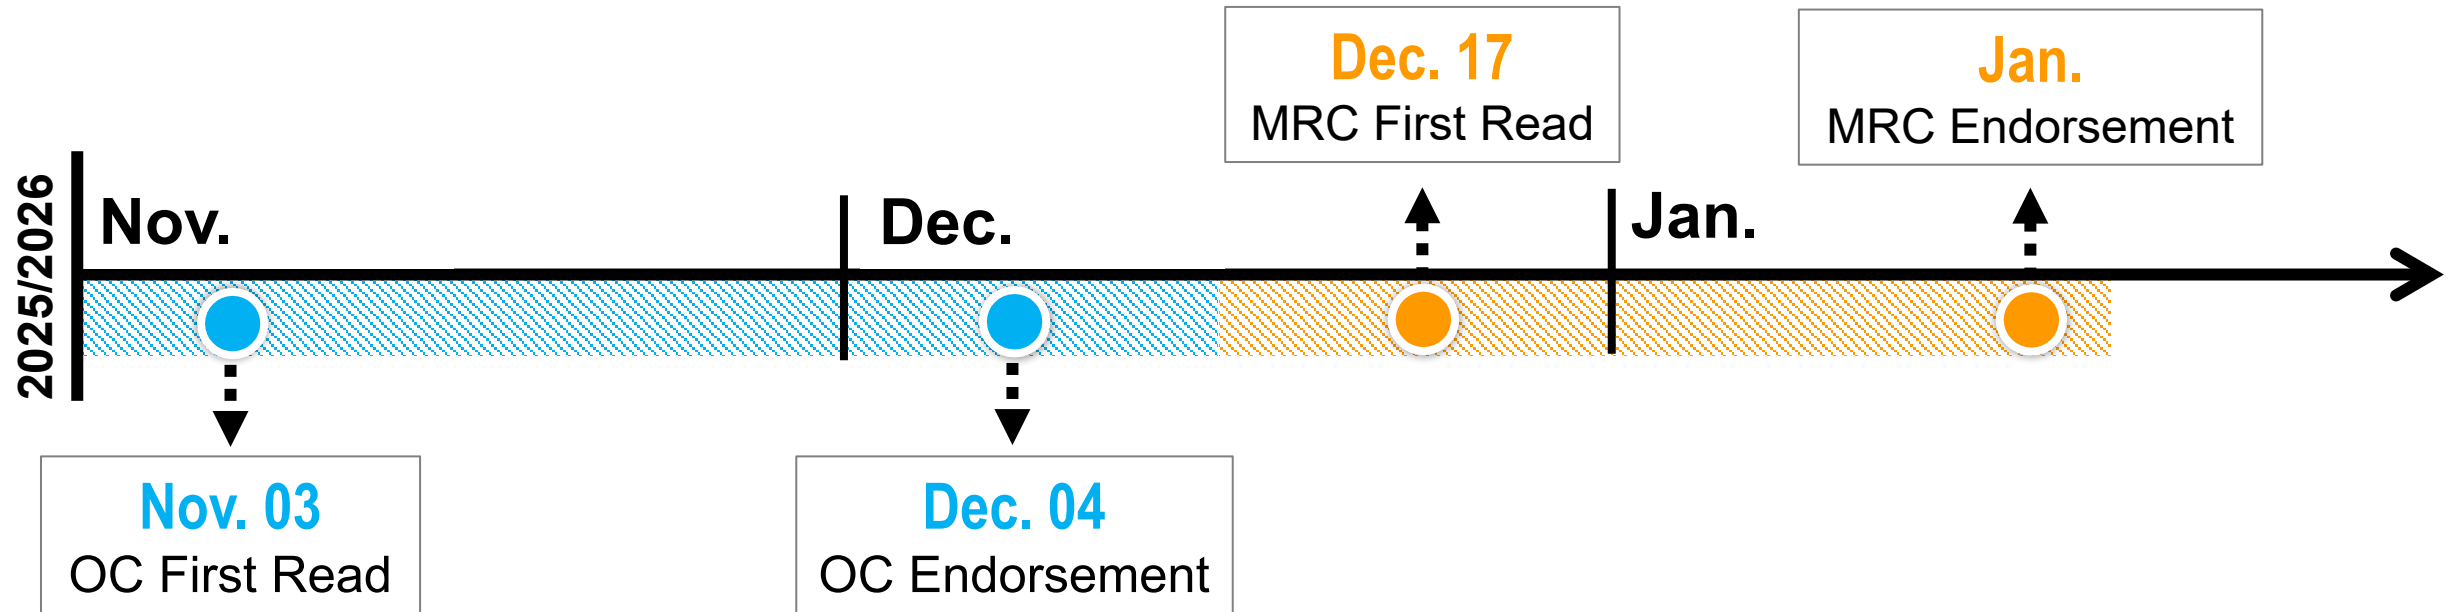 Dec. 17
MRC First Read
Jan.
MRC Endorsement
2025/2026
Nov.
Dec.
Jan.
Nov. 03
OC First Read
Dec. 04
OC Endorsement